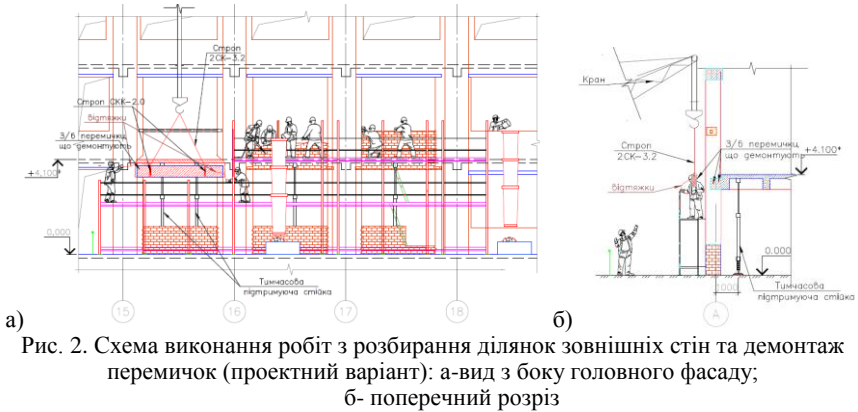 Строп
2СК-3.2
Строп СКК-2.0
Відтяжки
З/б перемички,
що демонтують
+4,100*
0,000
15
16
17
18
Тимчасова
підтримуюча стійка
а)
Кран
Строп
2СК-3.2
Відтяжки
З/б перемички,
що демонтують
+4,100*
0.000
1000
Тимчасова
підтримуюча стійка
А
б)
Рис. 2. Схема виконання робіт з розбирання ділянок зовнішніх стін та демонтаж
перемичок (проектний варіант): а-вид з боку головного фасаду;
б- поперечний розріз